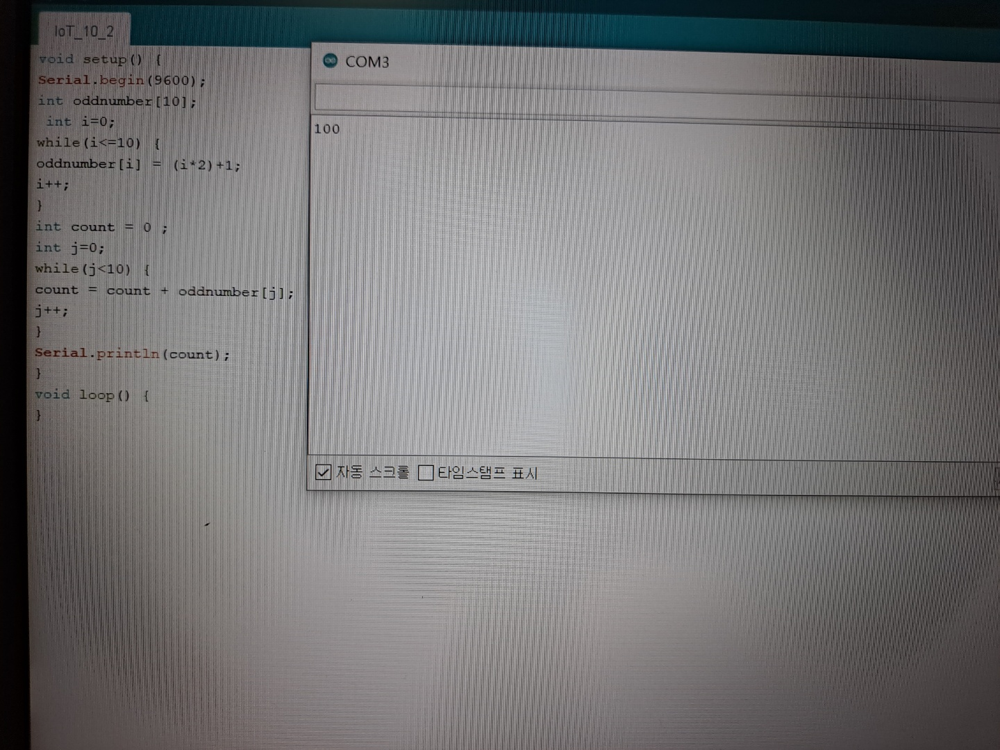 IoT_10_2
void setup() {
Serial.begin(9600);
int oddnumber[10];
int i=0;
while(i<=10) {
oddnumber[i] = (i*2)+1;
i++;
}
int count = 0 ;
int j=0;
while(j<10) {
count = count + oddnumber[j];
j++;
}
Serial.println(count);
}
void loop() {
}
COM3
100
자동 스크롤 타임스탬프 표시